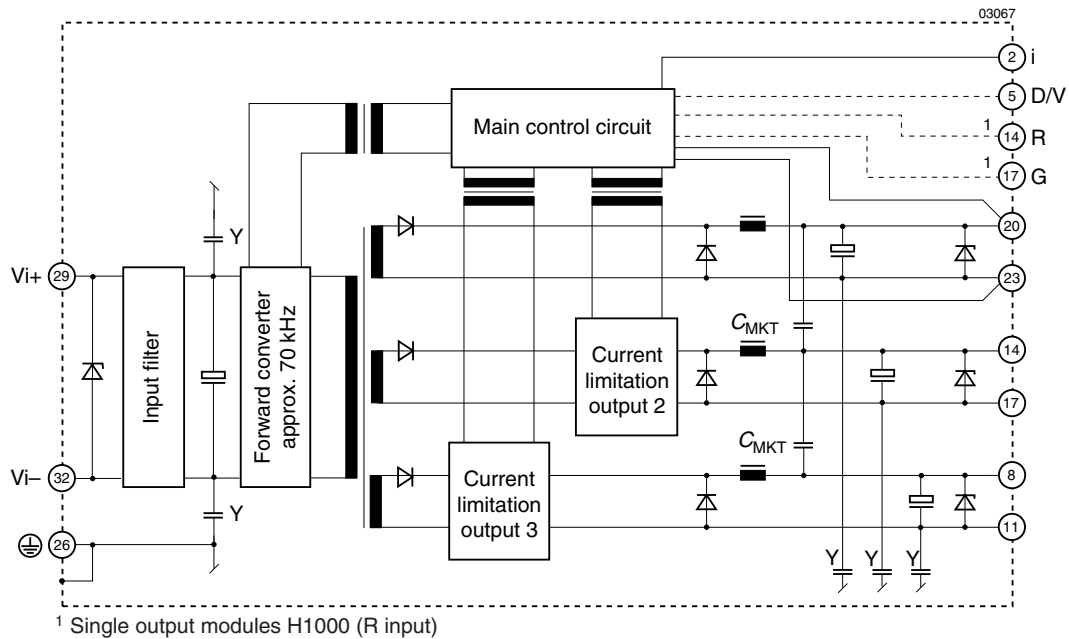 03067
2 i
5 D/V
1 14 R
1 17 G
Main control circuit
20
Y
Vi+ 29
23
Input filter
Forward converter
approx. 70 kHz
CMKT
14
Current
limitation
output 2
17
CMKT
Vi– 32
8
Current
limitation
output 3
Y
11
26
Y Y Y
1 Single output modules H1000 (R input)